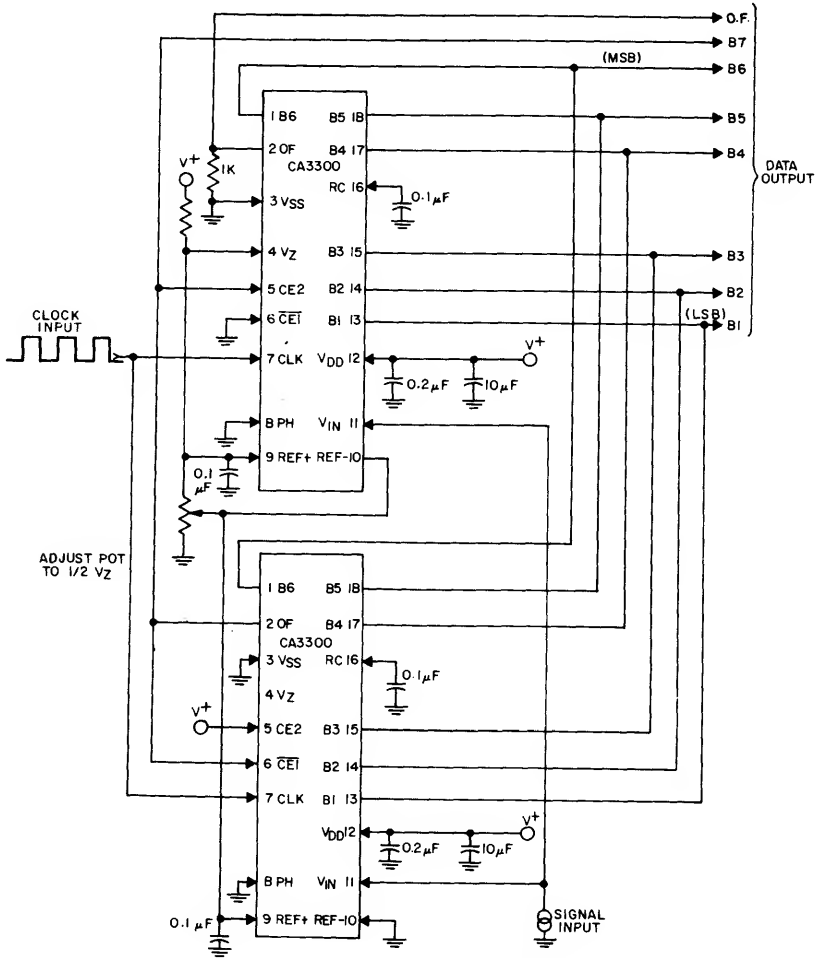 O.F.
B7
(MSB)
B6
B5
B4
DATA
OUTPUT
B3
B2
(LSB)
B1
1 B6
B5 18
2 OF
B4 17
CA3300
1K
V+
RC 16
0.1μF
3 VSS
4 VZ
B3 15
5 CE2
B2 14
6 CE1
B1 13
CLOCK
INPUT
7 CLK
VDD 12
V+
0.2μF
10μF
8 PH
VIN 11
9 REF+
REF-10
0.1
μF
ADJUST POT
TO 1/2 VZ
1 B6
B5 18
2 OF
B4 17
CA3300
3 VSS
RC 16
0.1μF
4 VZ
V+
5 CE2
B3 15
6 CE1
B2 14
7 CLK
B1 13
VDD12
V+
0.2μF
10μF
8 PH
VIN 11
0.1μF
9 REF+
REF-10
SIGNAL
INPUT